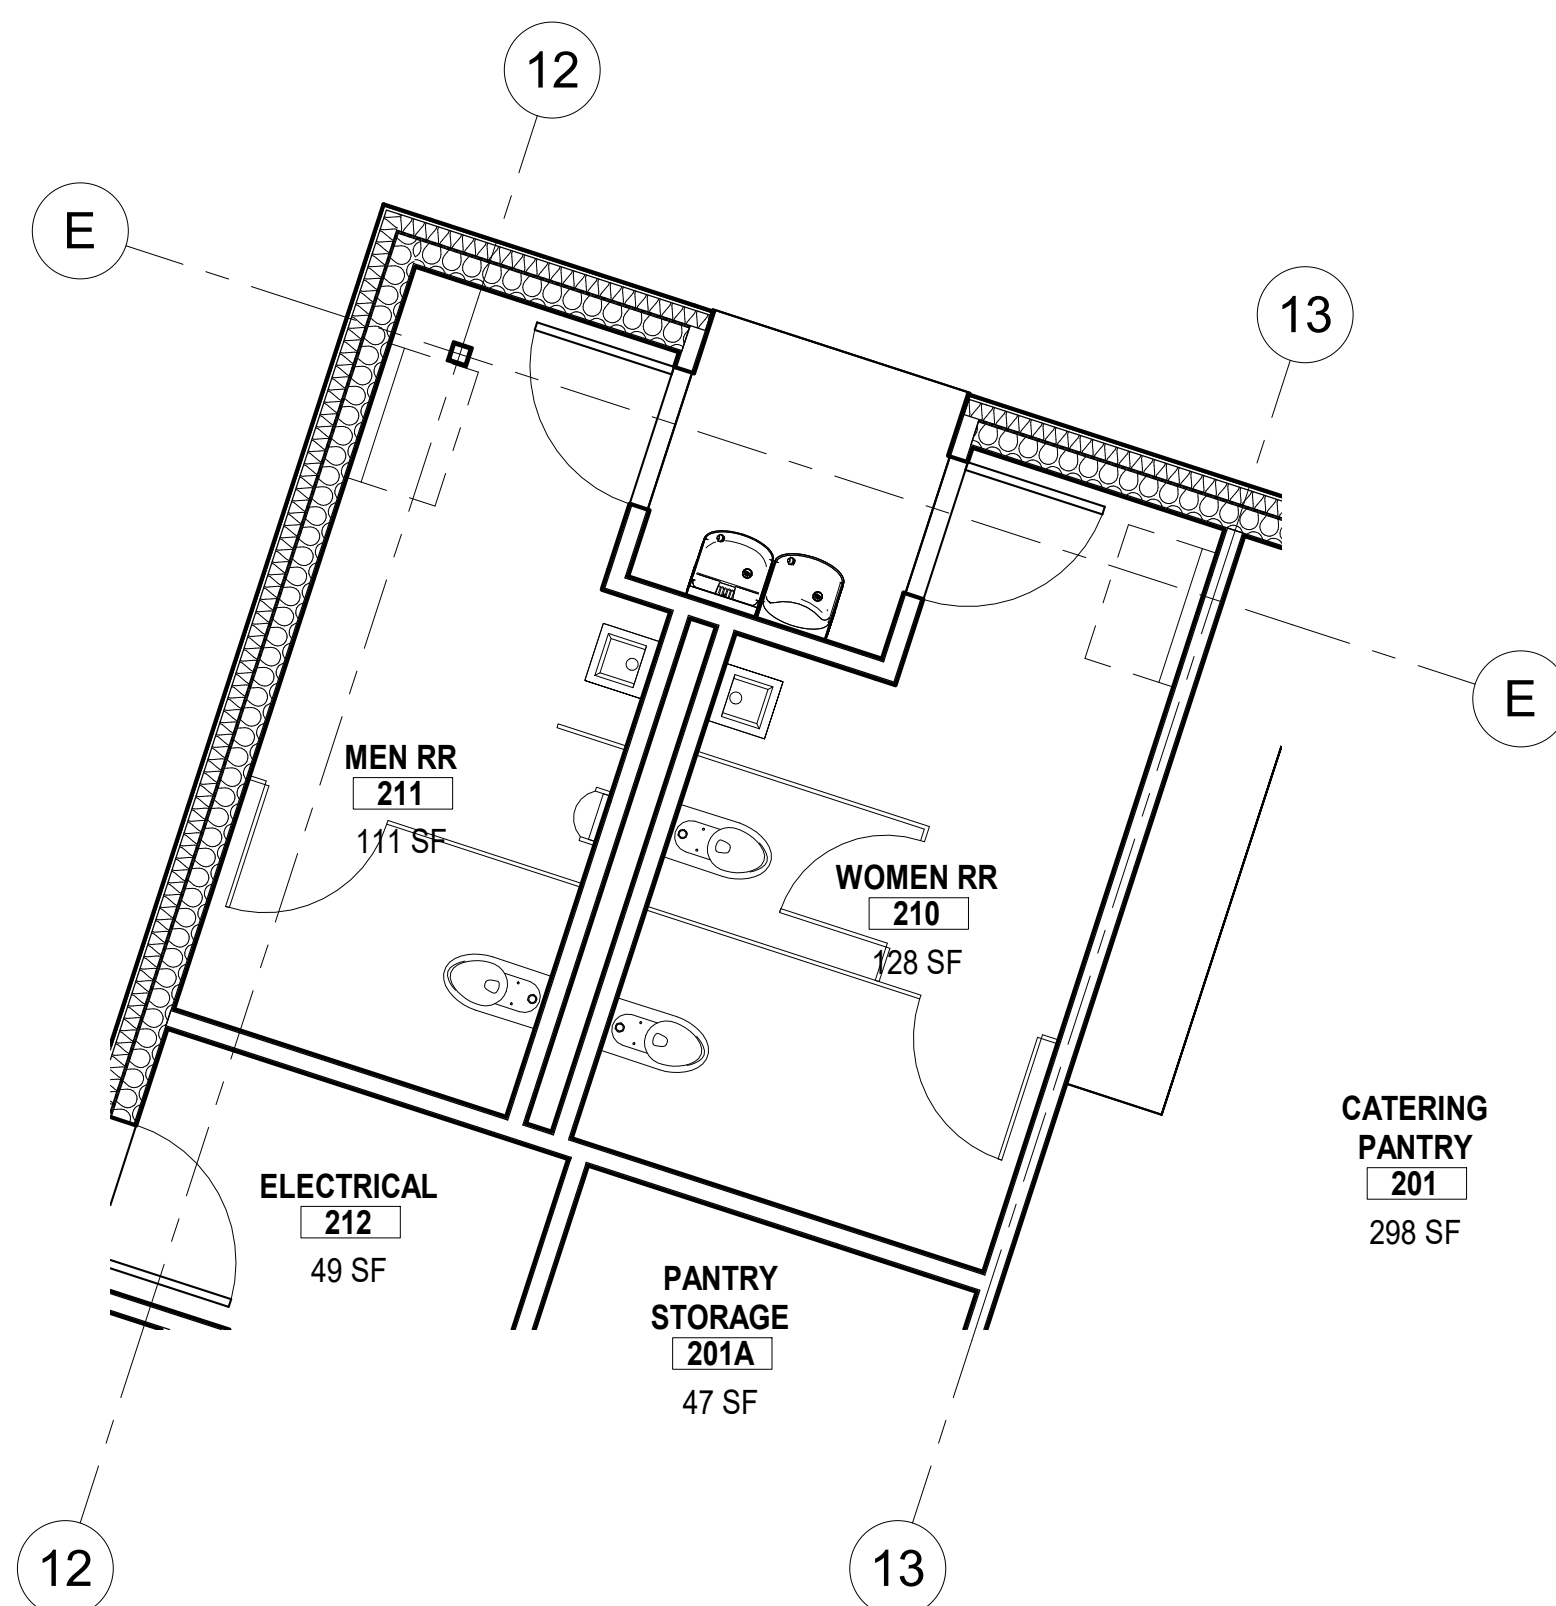 12
E
13
E
MEN RR
211
111 SF
WOMEN RR
210
128 SF
CATERING
PANTRY
201
298 SF
ELECTRICAL
212
49 SF
PANTRY
STORAGE
201A
47 SF
12
13